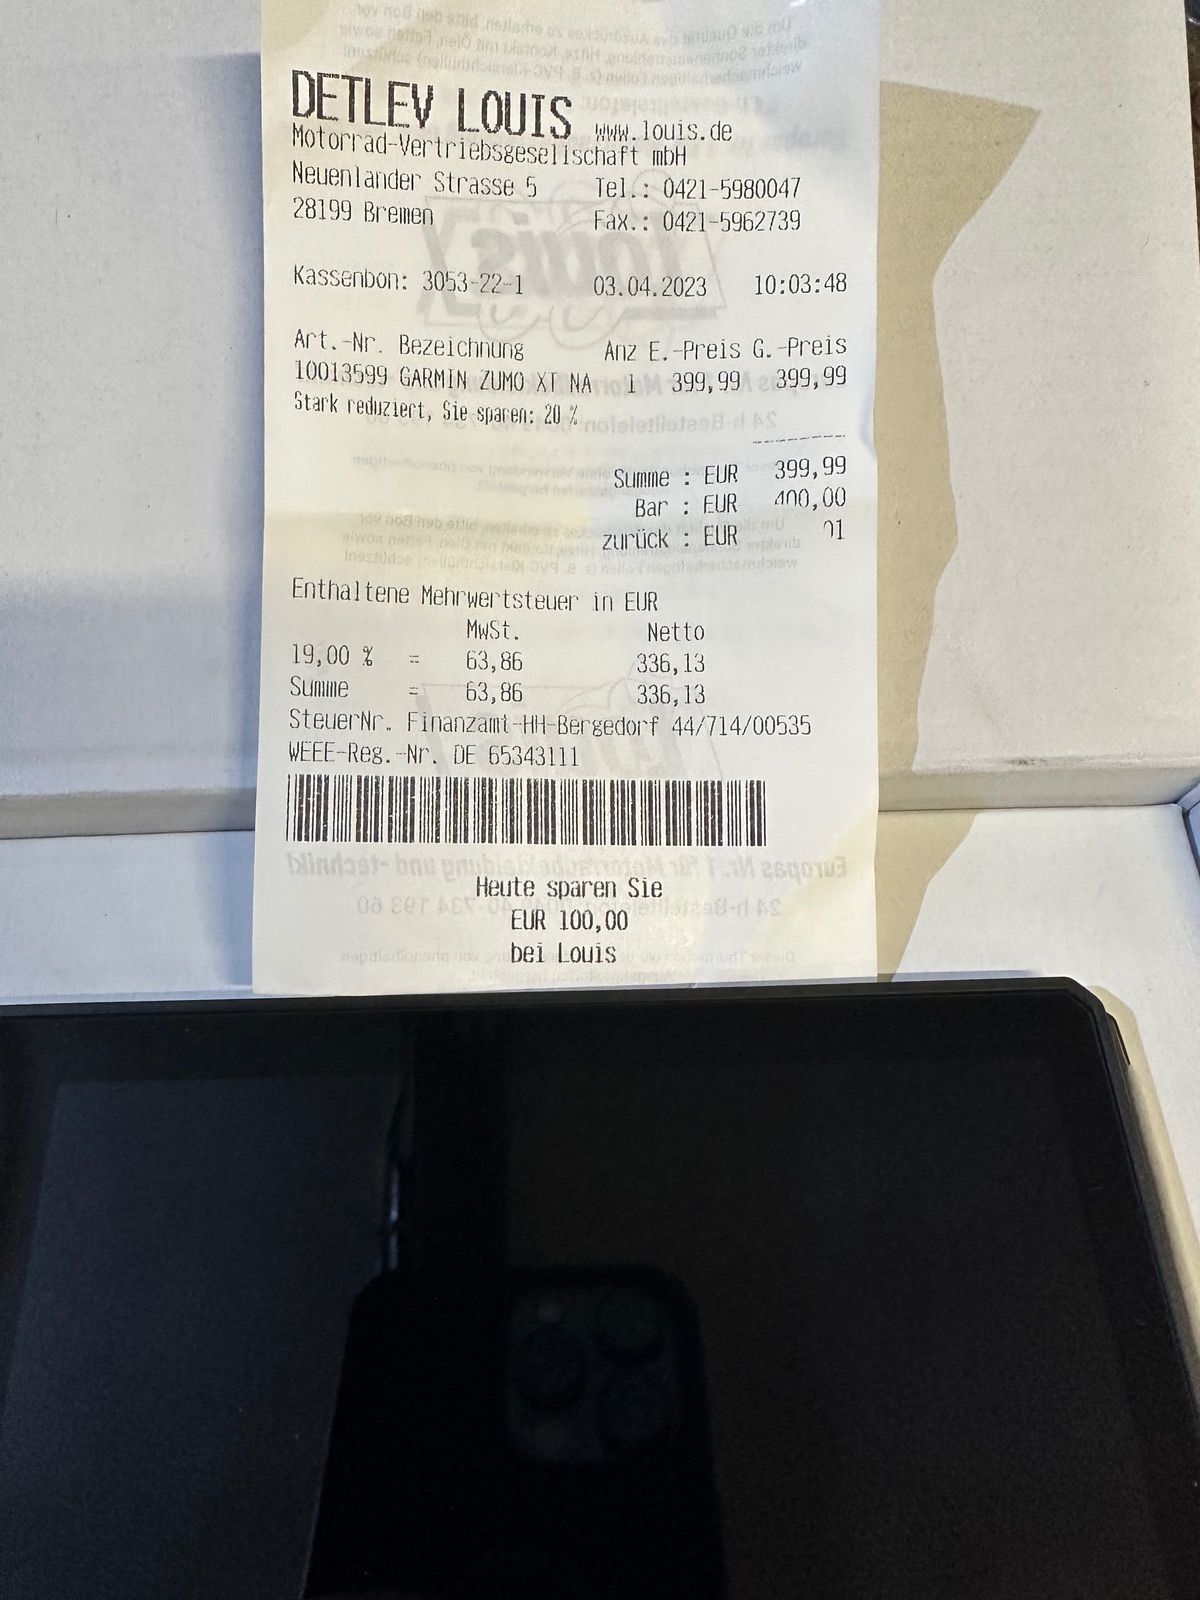 DETLEV LOUIS www.louis.de
Motorrad-Vertriebsgesellschaft mbH
Neuenlander Strasse 5 Tel.: 0421-5980047
28199 Bremen Fax.: 0421-5962739
Kassenbon: 3053-22-1 03.04.2023 10:03:48
Art.-Nr. Bezeichnung Anz E.-Preis G.-Preis
10013599 GARMIN ZUMO XT NA 1 399,99 399,99
Stark reduziert, Sie sparen: 20 %
Summe : EUR 399,99
Bar : EUR 400,00
zurück : EUR
Enthaltene Mehrwertsteuer in EUR
MwSt. Netto
19,00 % = 63,86 336,13
Summe = 63,86 336,13
SteuerNr. Finanzamt-HH-Bergedorf 44/714/00535
WEEE-Reg.-Nr. DE 65343111
Heute sparen Sie
EUR 100,00
bei Louis